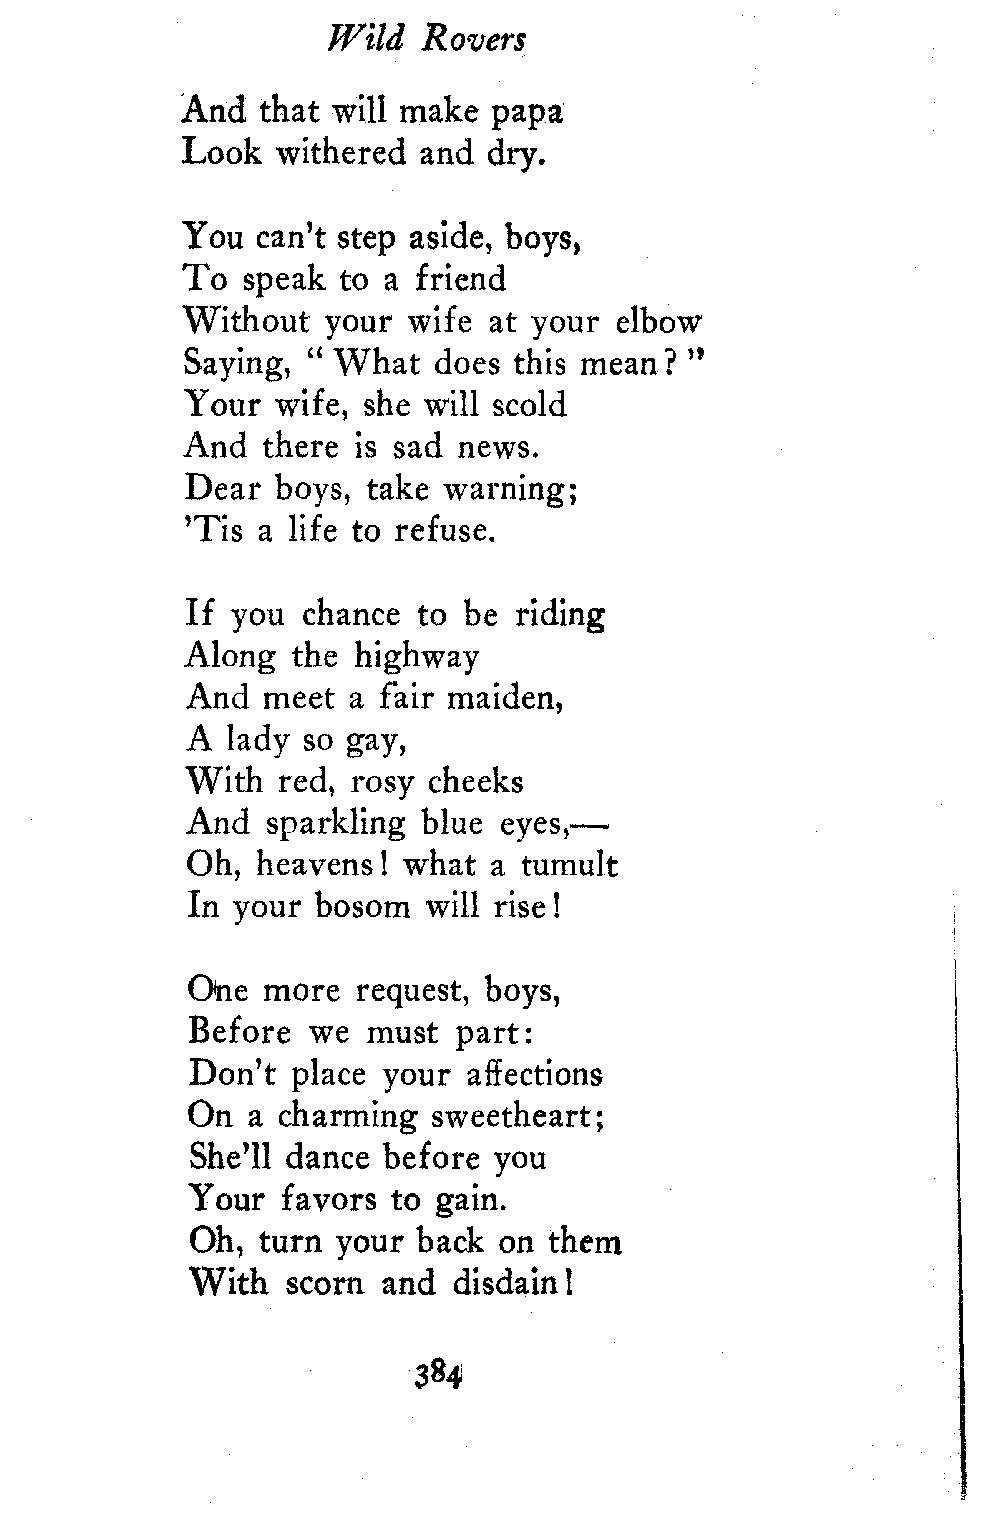 Wild Rovers
And that will make papa
Look withered and dry.
You can't step aside, boys,
To speak to a friend
Without your wife at your elbow
Saying, "What does this mean?"
Your wife, she will scold
And there is sad news.
Dear boys, take warning;
'Tis a life to refuse.
If you chance to be riding
Along the highway
And meet a fair maiden,
A lady so gay,
With red, rosy cheeks
And sparkling blue eyes,—
Oh, heavens! what a tumult
In your bosom will rise!
One more request, boys,
Before we must part:
Don't place your affections
On a charming sweetheart;
She'll dance before you
Your favors to gain.
Oh, turn your back on them
With scorn and disdain!
384